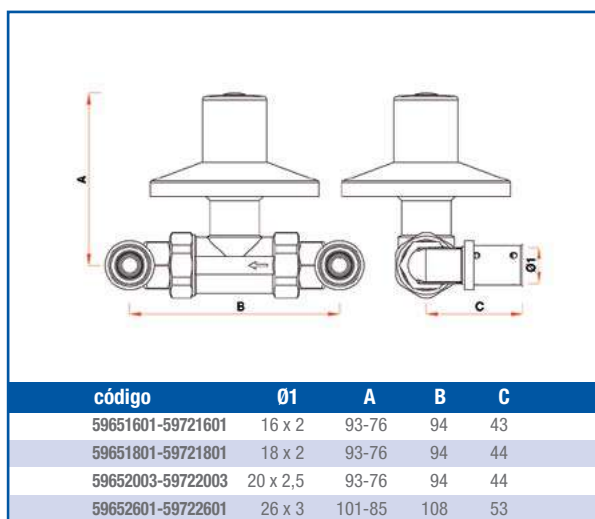 A
B
C
Ø1
código Ø1 A B C
59651601-59721601 16 x 2 93-76 94 43
59651801-59721801 18 x 2 93-76 94 44
59652003-59722003 20 x 2,5 93-76 94 44
59652601-59722601 26 x 3 101-85 108 53